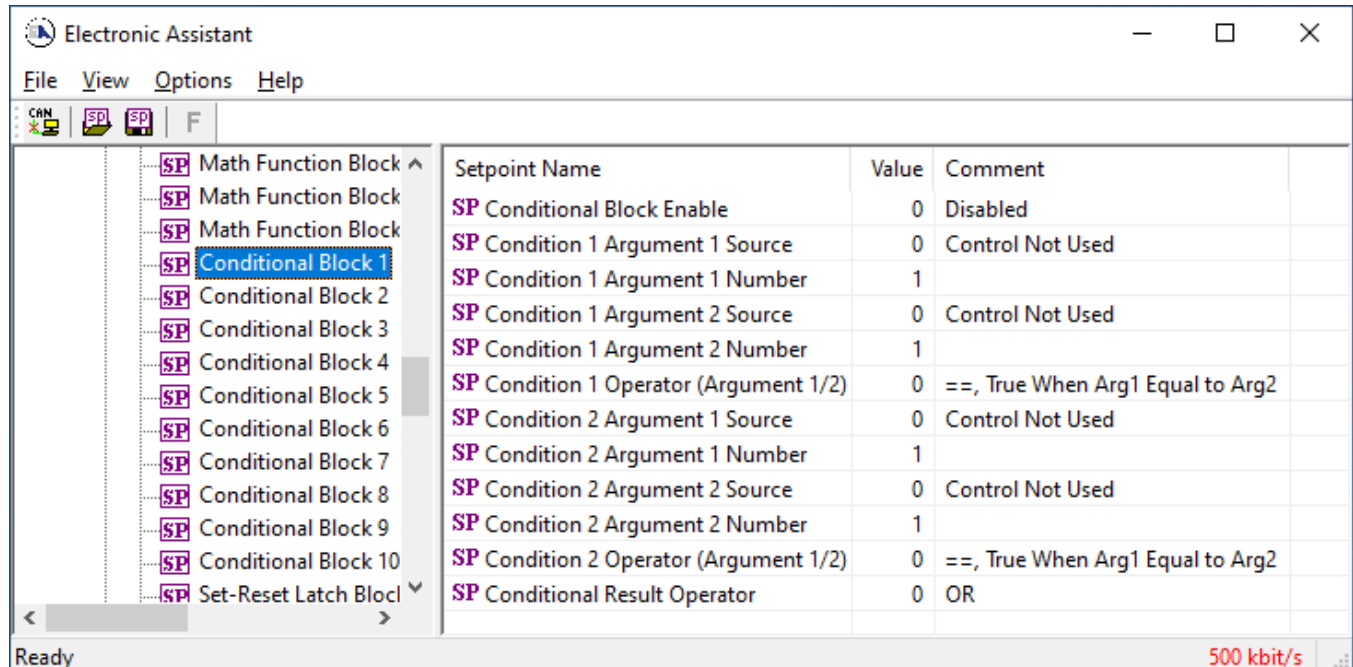 Electronic Assistant
File View Options Help
CAN SP SP F
SP Math Function Block
SP Math Function Block
SP Math Function Block
SP Conditional Block 1
SP Conditional Block 2
SP Conditional Block 3
SP Conditional Block 4
SP Conditional Block 5
SP Conditional Block 6
SP Conditional Block 7
SP Conditional Block 8
SP Conditional Block 9
SP Conditional Block 10
SP Set-Reset Latch Block
Setpoint Name Value Comment
SP Conditional Block Enable 0 Disabled
SP Condition 1 Argument 1 Source 0 Control Not Used
SP Condition 1 Argument 1 Number 1
SP Condition 1 Argument 2 Source 0 Control Not Used
SP Condition 1 Argument 2 Number 1
SP Condition 1 Operator (Argument 1/2) 0 ==, True When Arg1 Equal to Arg2
SP Condition 2 Argument 1 Source 0 Control Not Used
SP Condition 2 Argument 1 Number 1
SP Condition 2 Argument 2 Source 0 Control Not Used
SP Condition 2 Argument 2 Number 1
SP Condition 2 Operator (Argument 1/2) 0 ==, True When Arg1 Equal to Arg2
SP Conditional Result Operator 0 OR
Ready 500 kbit/s